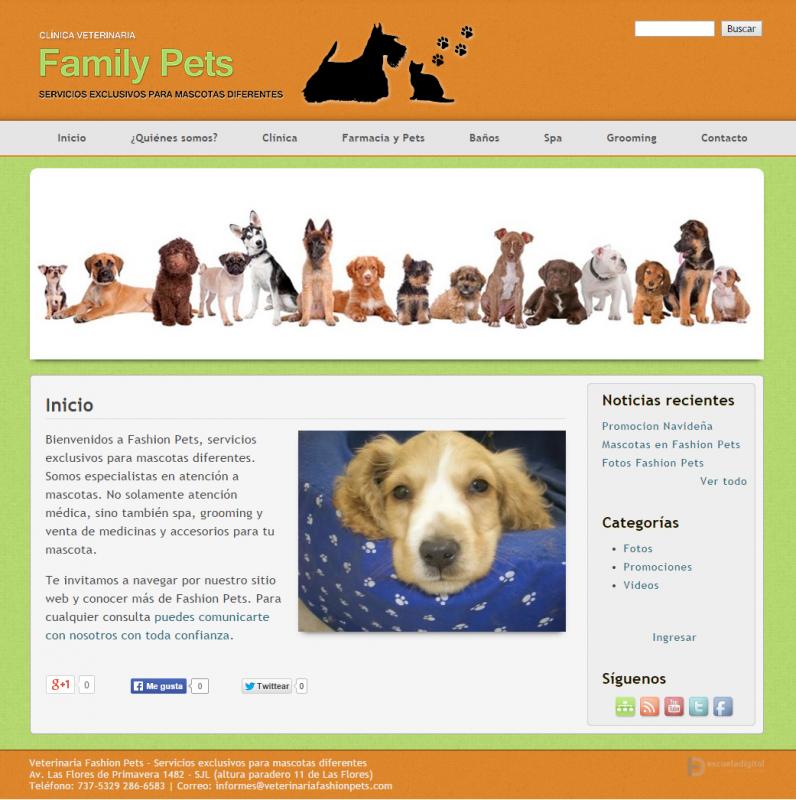 CLÍNICA VETERINARIA
Family Pets
SERVICIOS EXCLUSIVOS PARA MASCOTAS DIFERENTES
Buscar
Inicio ¿Quiénes somos? Clínica Farmacia y Pets Baños Spa Grooming Contacto
Inicio
Bienvenidos a Fashion Pets, servicios
exclusivos para mascotas diferentes.
Somos especialistas en atención a
mascotas. No solamente atención
médica, sino también spa, grooming y
venta de medicinas y accesorios para tu
mascota.
Te invitamos a navegar por nuestro sitio
web y conocer más de Fashion Pets. Para
cualquier consulta puedes comunicarte
con nosotros con toda confianza.
g+1 0 Me gusta 0 Twittear 0
Noticias recientes
Promocion Navideña
Mascotas en Fashion Pets
Fotos Fashion Pets
Ver todo
Categorías
Fotos
Promociones
Videos
Ingresar
Síguenos
You Tube
Veterinaria Fashion Pets - Servicios exclusivos para mascotas diferentes
Av. Las Flores de Primavera 1482 - SJL (altura paradero 11 de Las Flores)
Teléfono: 737-5329 286-6583 | Correo: informes@veterinariafashionpets.com
escueladigital